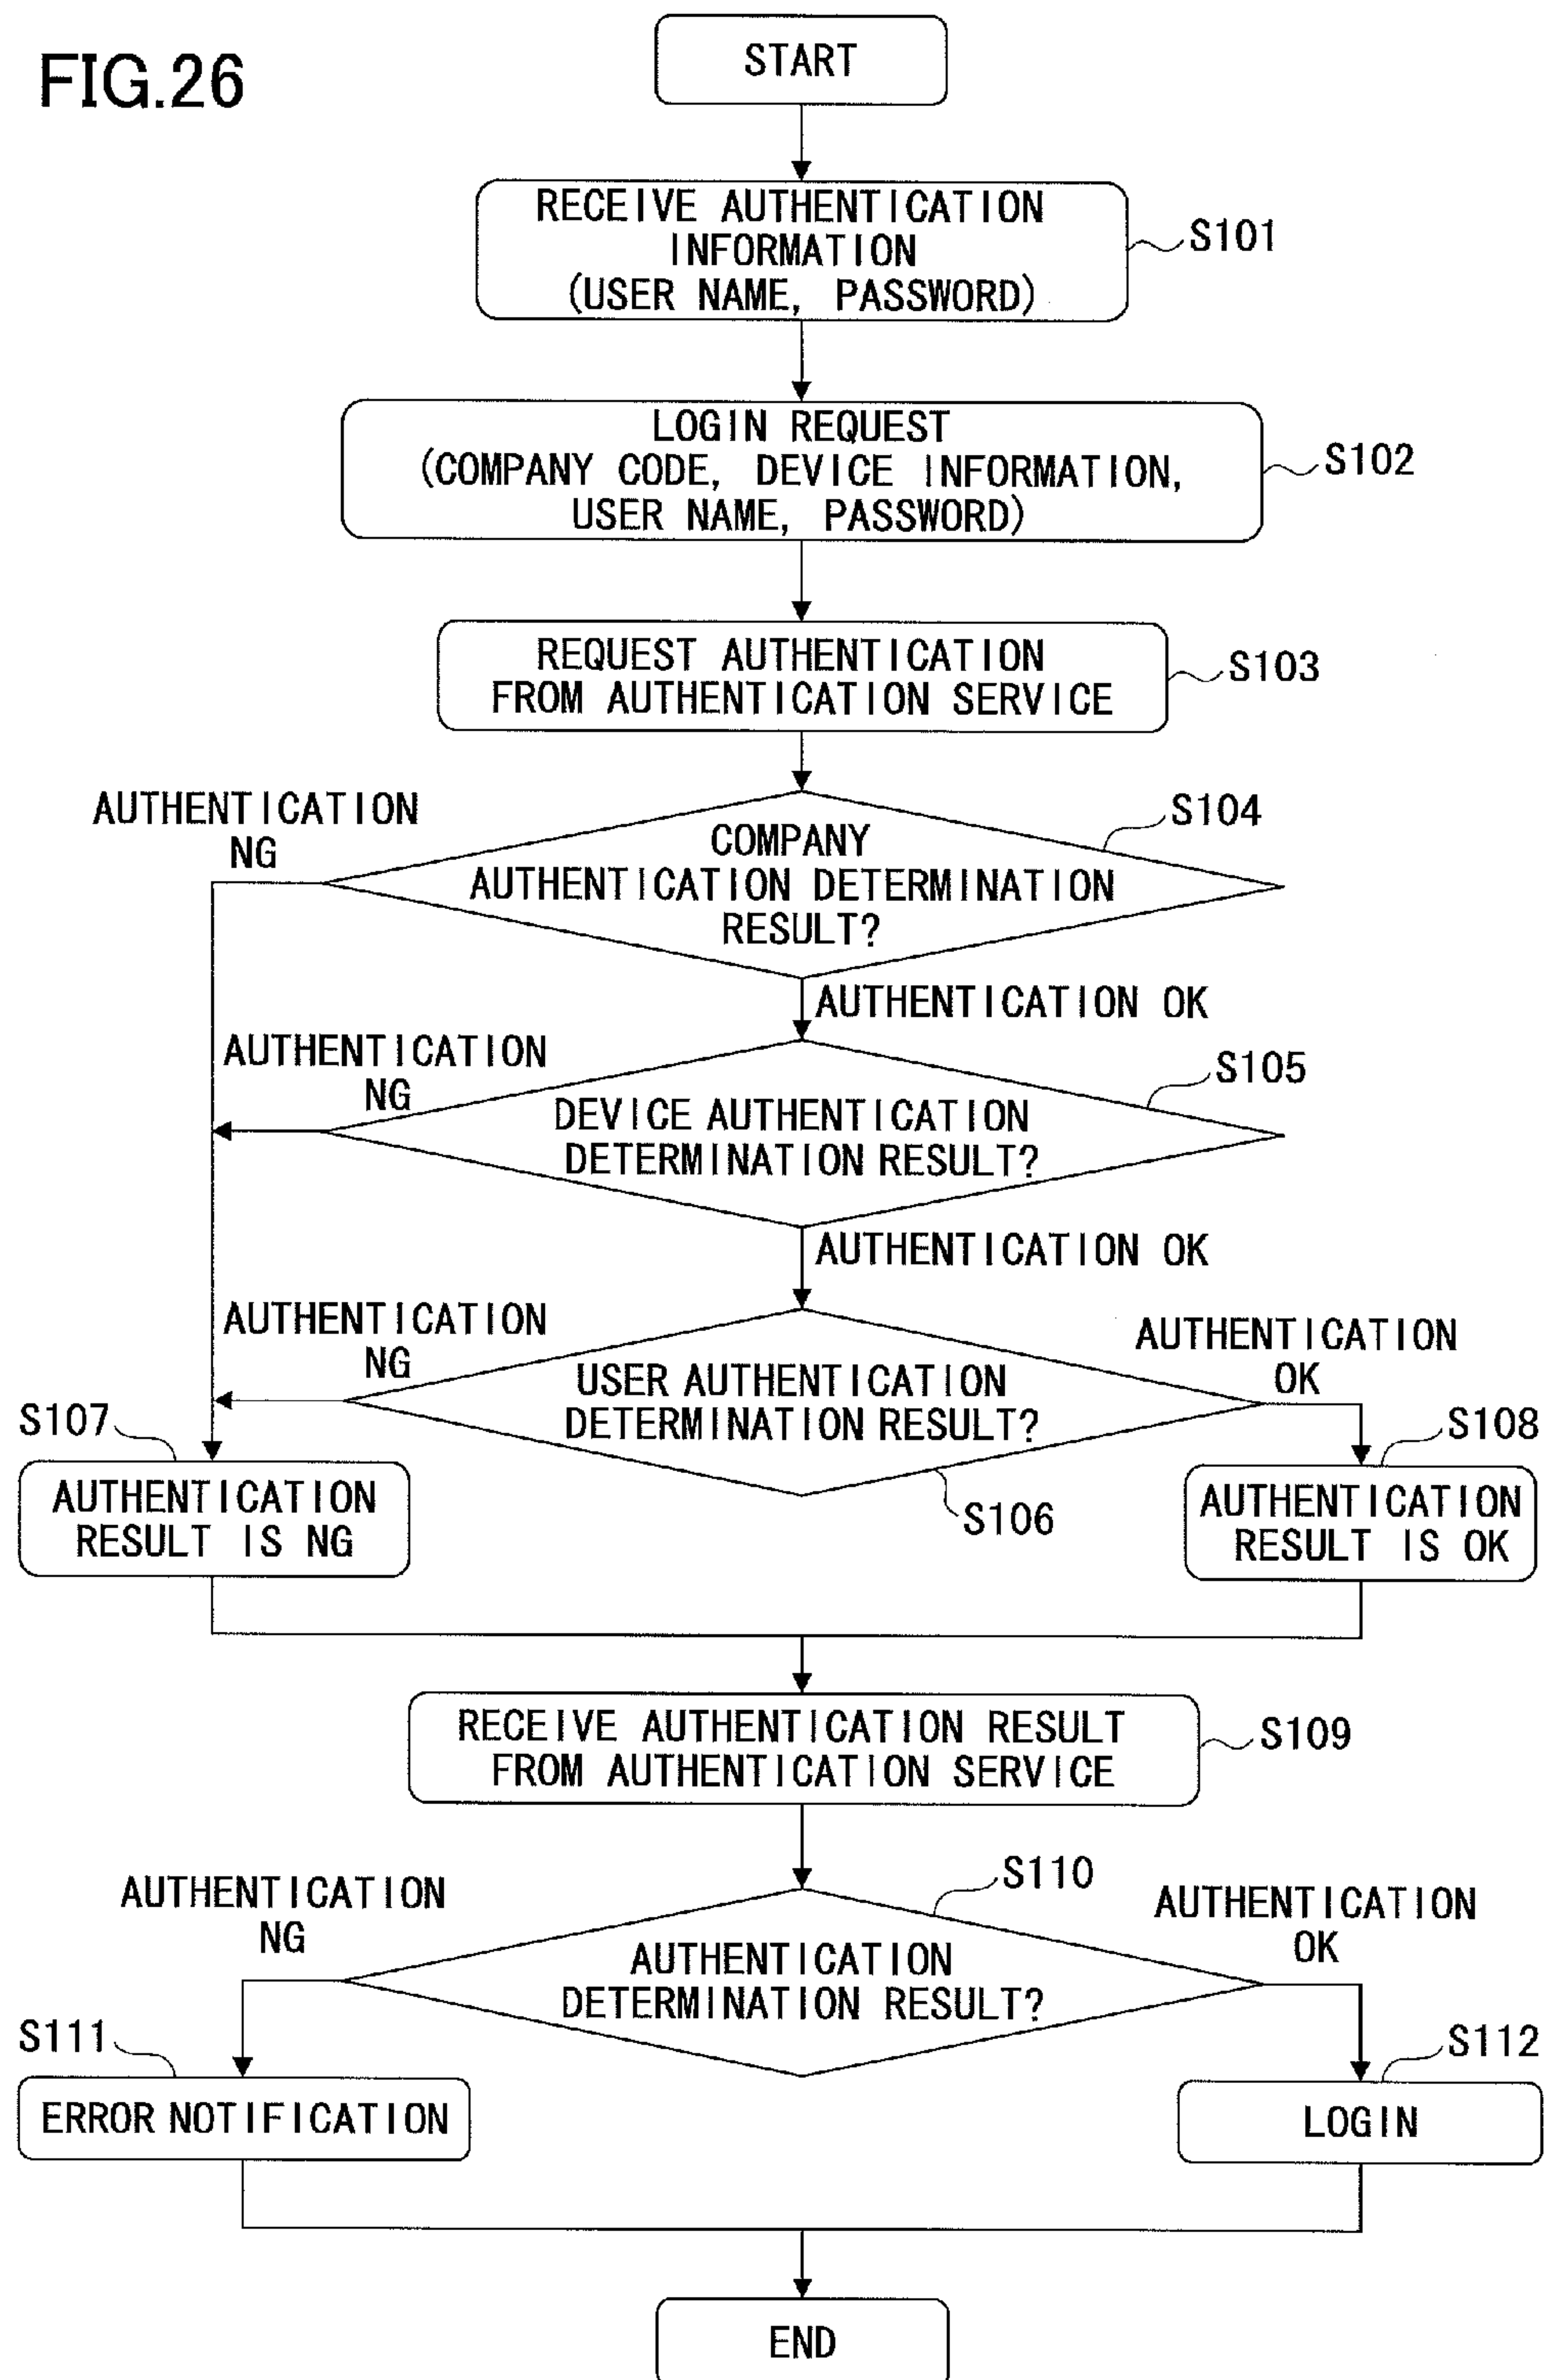 FIG.26
START
RECEIVE AUTHENTICATION
INFORMATION
(USER NAME, PASSWORD)
S101
LOGIN REQUEST
(COMPANY CODE, DEVICE INFORMATION,
USER NAME, PASSWORD)
S102
REQUEST AUTHENTICATION
FROM AUTHENTICATION SERVICE
S103
AUTHENTICATION
NG
COMPANY
AUTHENTICATION DETERMINATION
RESULT?
S104
AUTHENTICATION OK
AUTHENTICATION
NG
DEVICE AUTHENTICATION
DETERMINATION RESULT?
S105
AUTHENTICATION OK
AUTHENTICATION
NG
USER AUTHENTICATION
DETERMINATION RESULT?
S106
AUTHENTICATION
OK
S107
AUTHENTICATION
RESULT IS NG
S108
AUTHENTICATION
RESULT IS OK
RECEIVE AUTHENTICATION RESULT
FROM AUTHENTICATION SERVICE
S109
AUTHENTICATION
NG
AUTHENTICATION
DETERMINATION RESULT?
S110
AUTHENTICATION
OK
S111
ERROR NOTIFICATION
S112
LOGIN
END